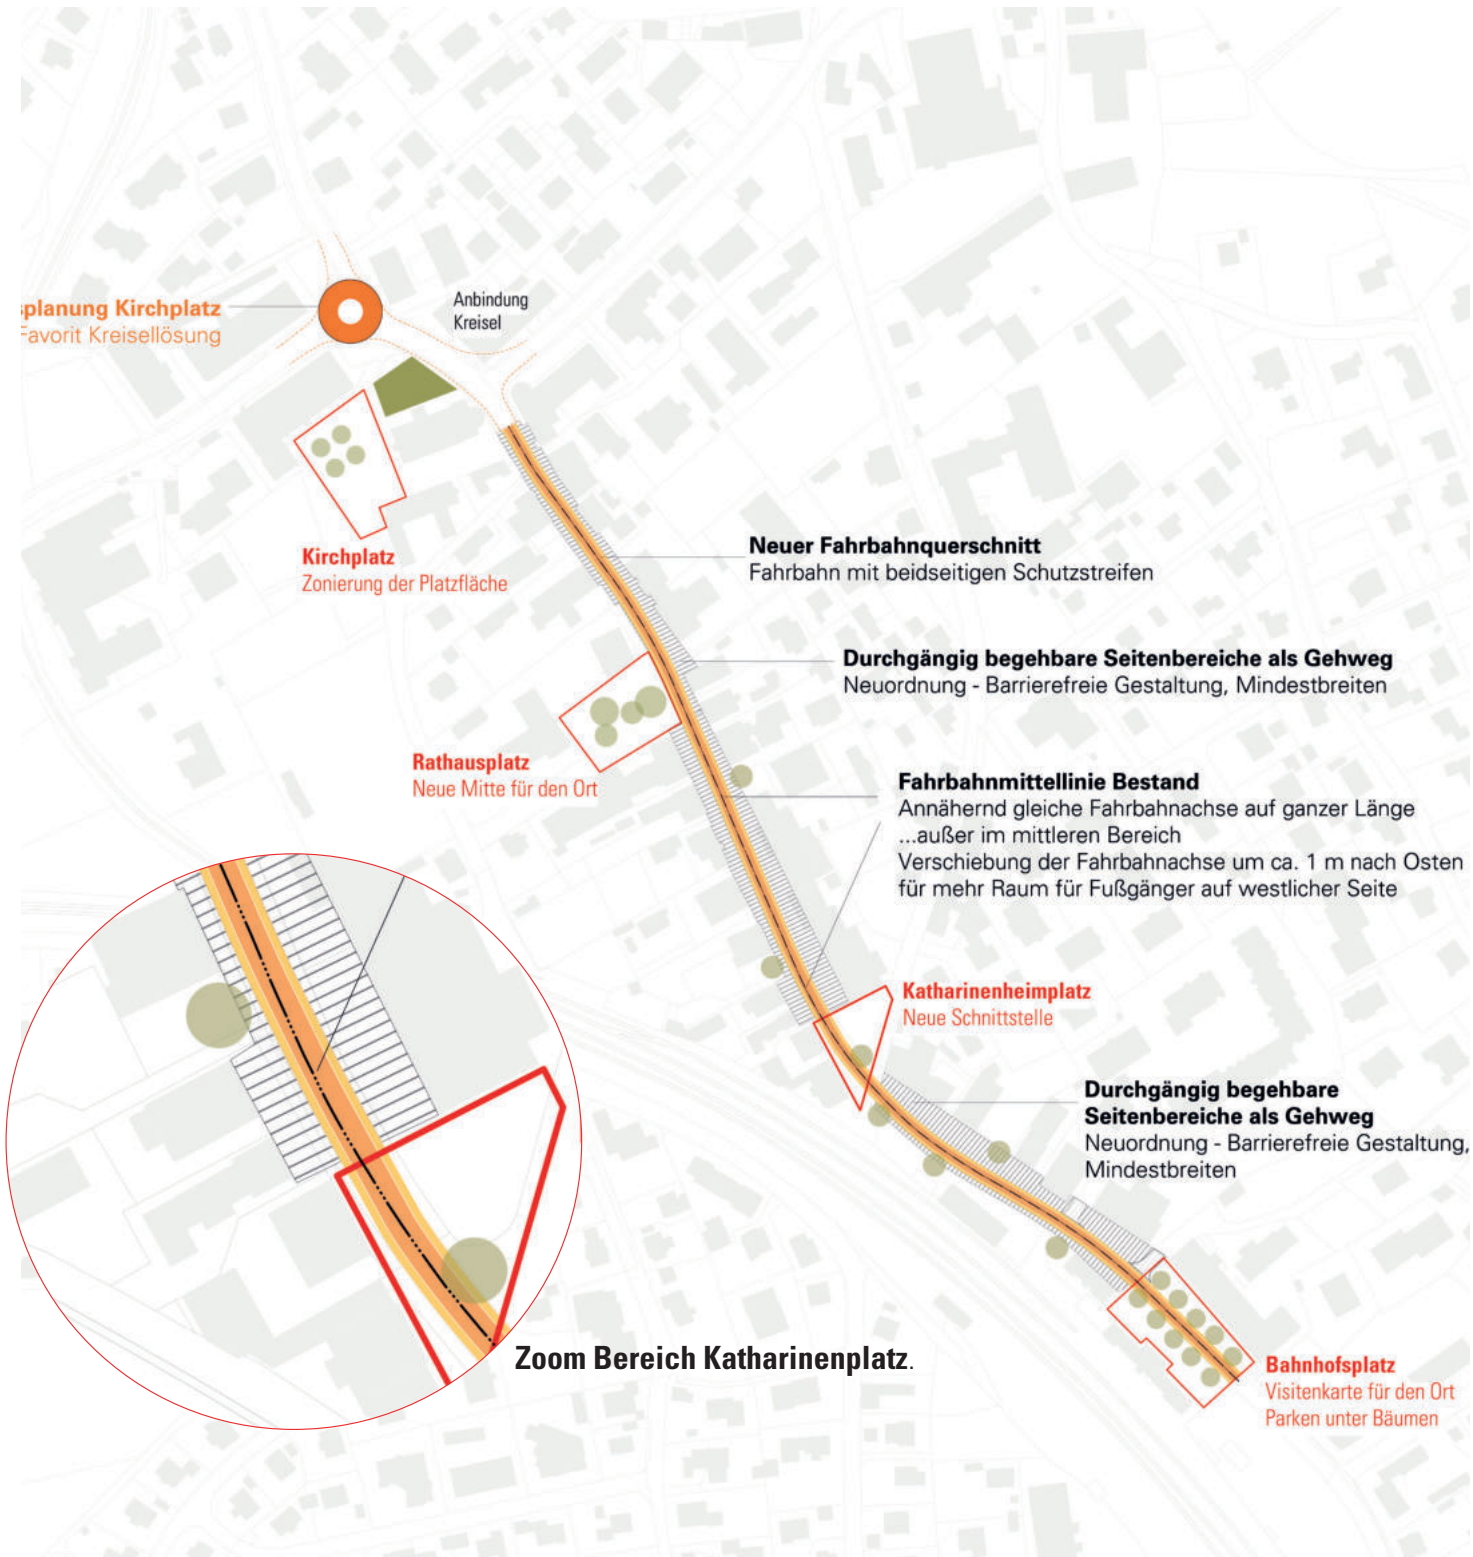 planung Kirchplatz
Favorit Kreisellösung
Anbindung
Kreisel
Kirchplatz
Zonierung der Platzfläche
Neuer Fahrbahnquerschnitt
Fahrbahn mit beidseitigen Schutzstreifen
Durchgängig begehbare Seitenbereiche als Gehweg
Neuordnung - Barrierefreie Gestaltung, Mindestbreiten
Rathausplatz
Neue Mitte für den Ort
Fahrbahnmittellinie Bestand
Annähernd gleiche Fahrbahnachse auf ganzer Länge
...außer im mittleren Bereich
Verschiebung der Fahrbahnachse um ca. 1 m nach Osten
für mehr Raum für Fußgänger auf westlicher Seite
Katharinenheimplatz
Neue Schnittstelle
Durchgängig begehbare
Seitenbereiche als Gehweg
Neuordnung - Barrierefreie Gestaltung,
Mindestbreiten
Zoom Bereich Katharinenplatz.
Bahnhofsplatz
Visitenkarte für den Ort
Parken unter Bäumen